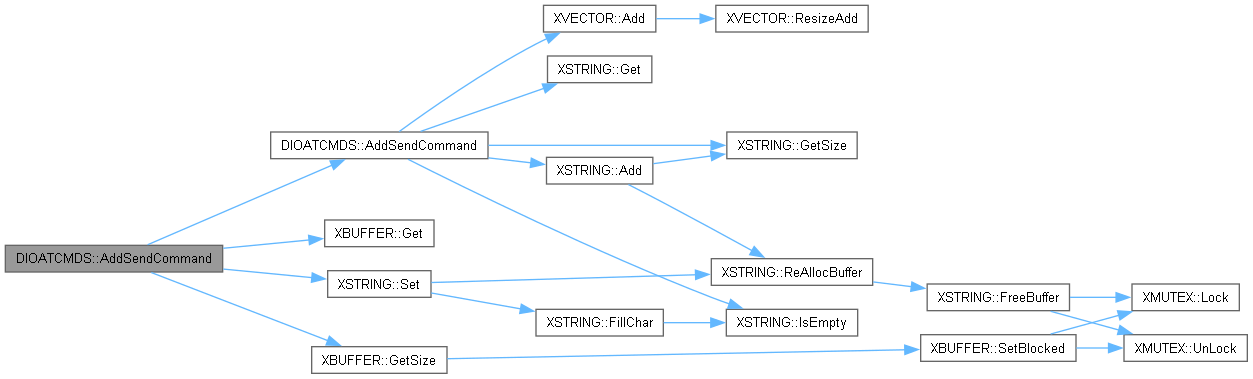 XVECTOR::Add
XVECTOR::ResizeAdd
XSTRING::Get
DIOATCMDS::AddSendCommand
XSTRING::GetSize
XSTRING::Add
XBUFFER::Get
DIOATCMDS::AddSendCommand
XSTRING::Set
XSTRING::ReAllocBuffer
XSTRING::FreeBuffer
XMUTEX::Lock
XSTRING::FillChar
XSTRING::IsEmpty
XBUFFER::GetSize
XBUFFER::SetBlocked
XMUTEX::UnLock